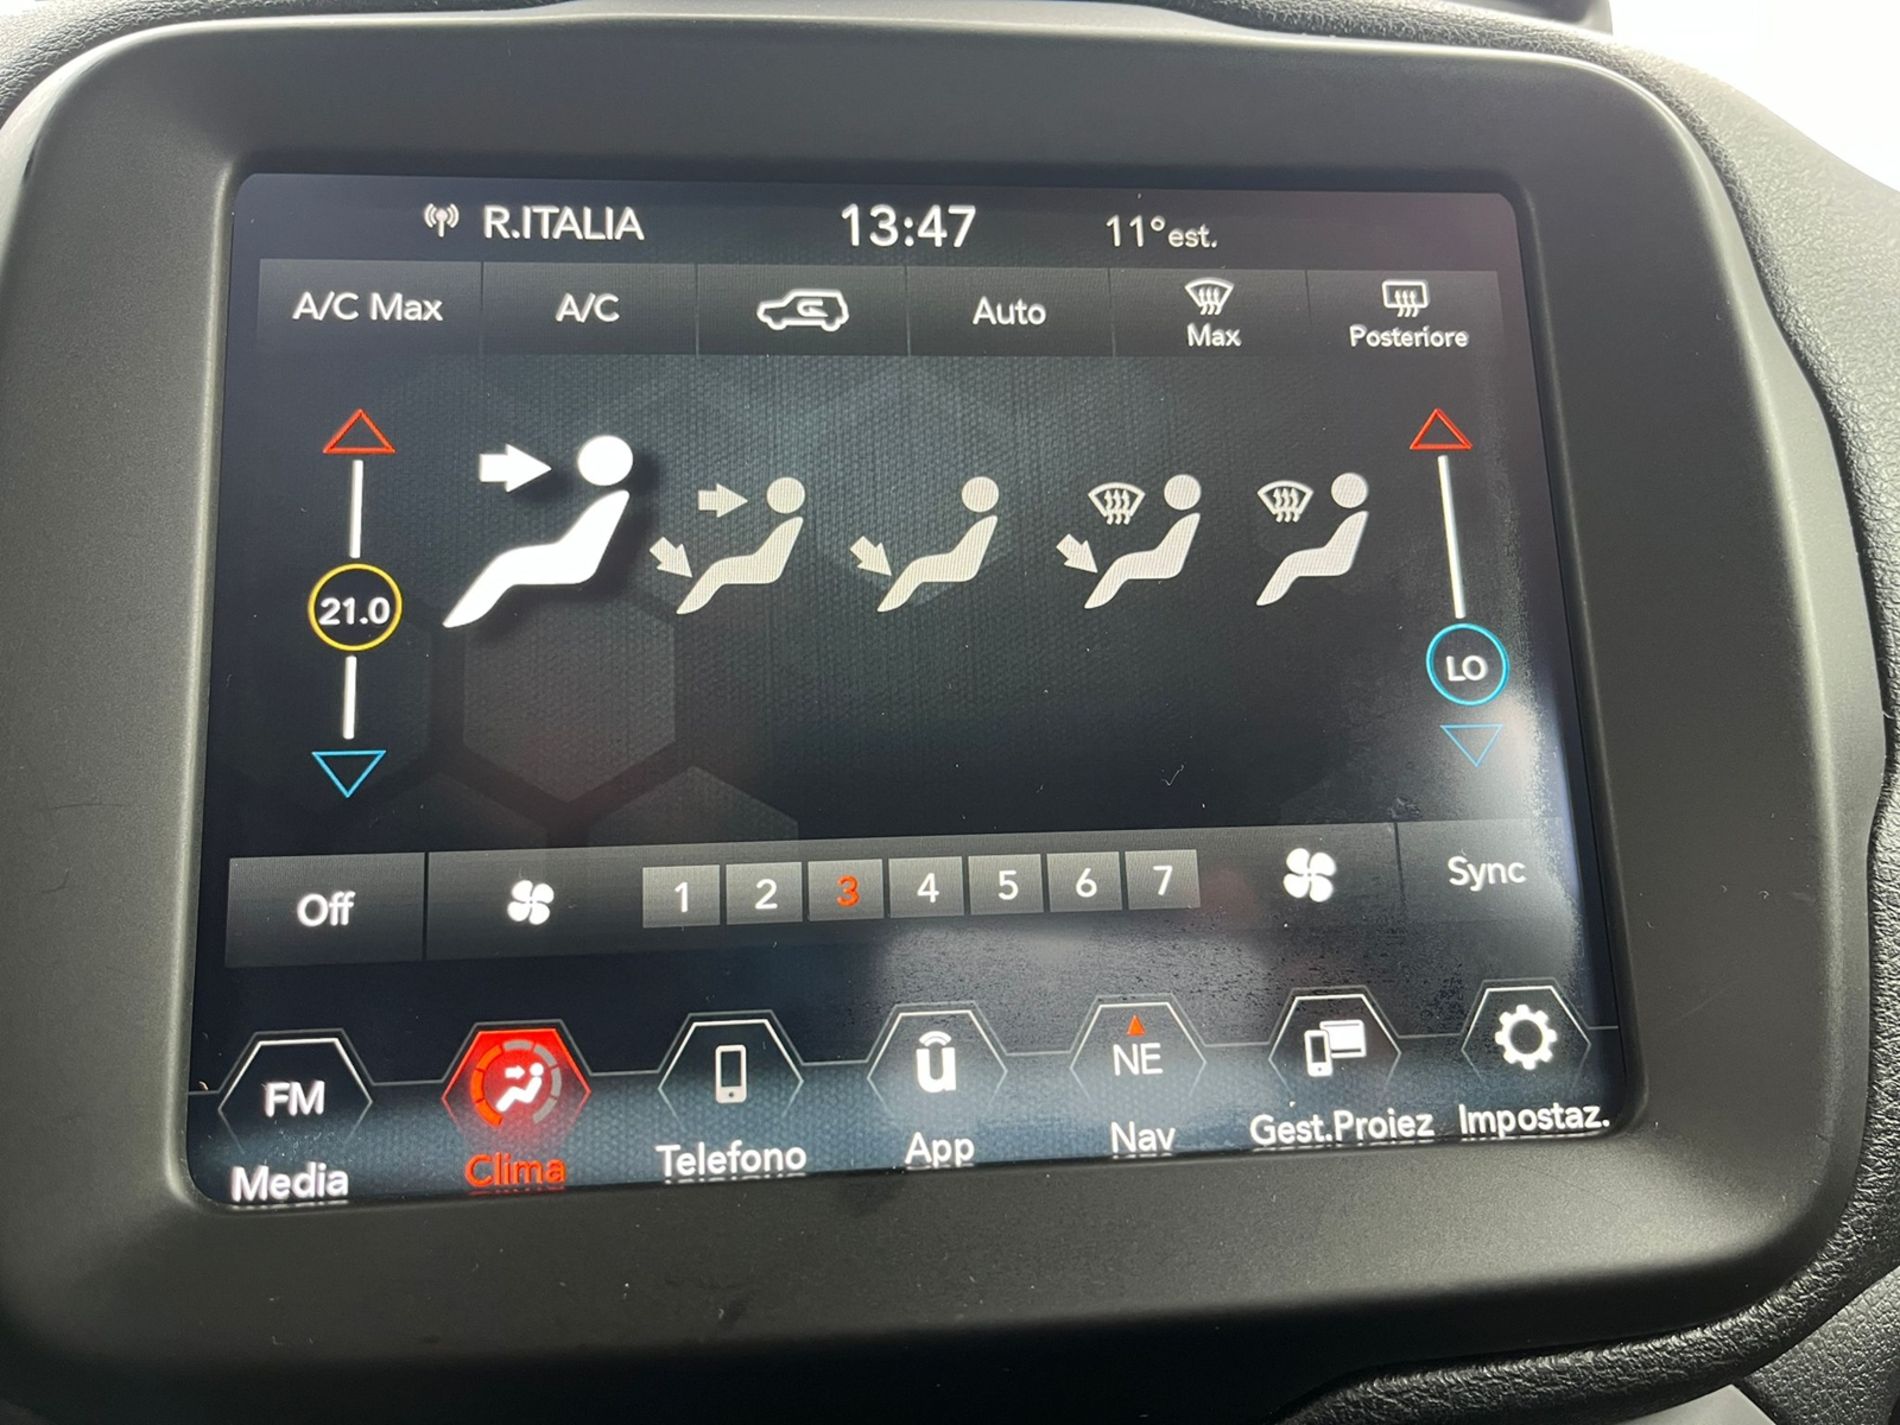 R.ITALIA 13:47 11°est.
A/C Max A/C Auto Max Posteriore
21.0 LO
Off 1 2 3 4 5 6 7 Sync
FM u NE
Media Clima Telefono App Nav Gest.Proiez Impostaz.